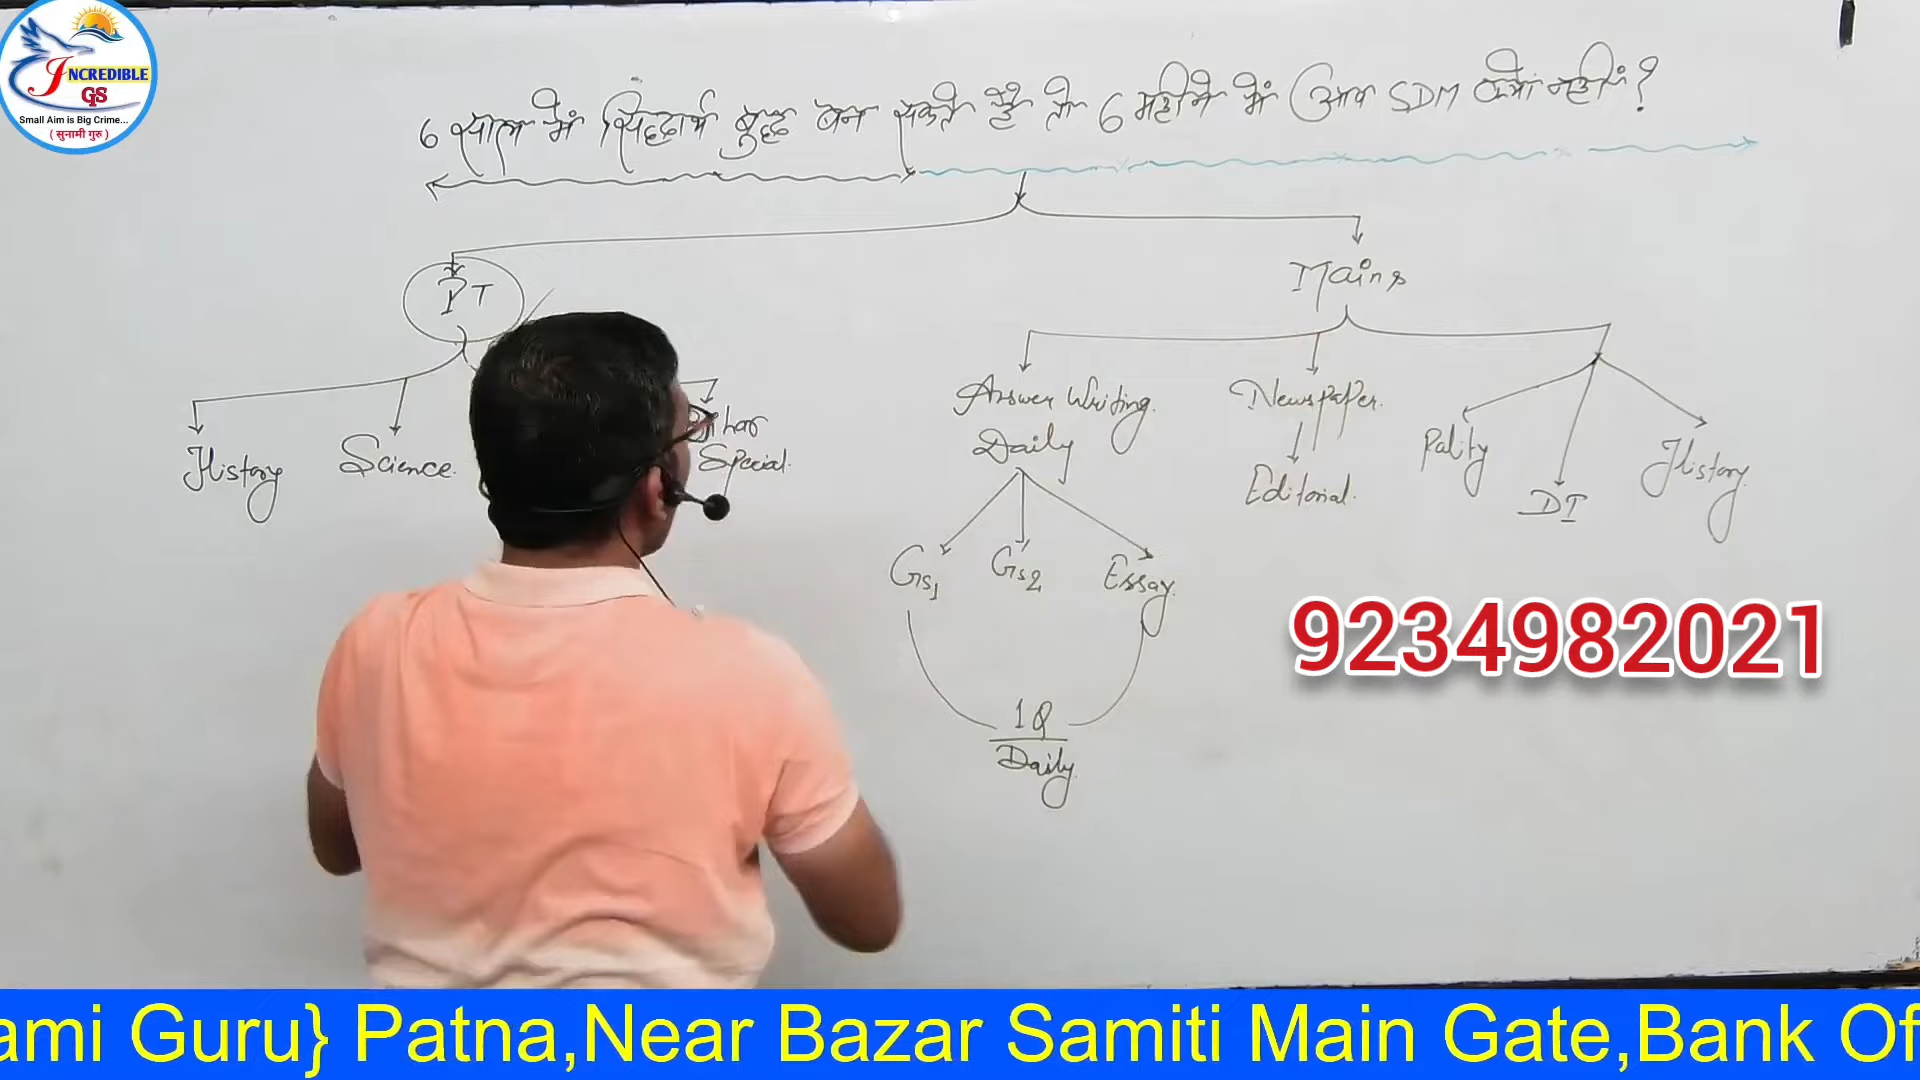 INCREDIBLE
GS
Small Aim is Big Crime...
( सुनामी गुरु )
6 साल में सिद्धार्थ बुद्ध बन सकते हैं तो 6 महीने में आप SDM क्यों नहीं ?
PT
Mains
History
Science.
Special.
Answer Writing.
Daily
Newspaper.
Editorial.
Pality
DI
History.
Gs1
Gs2
Essay.
1Q
Daily.
9234982021
ami Guru} Patna,Near Bazar Samiti Main Gate,Bank Of